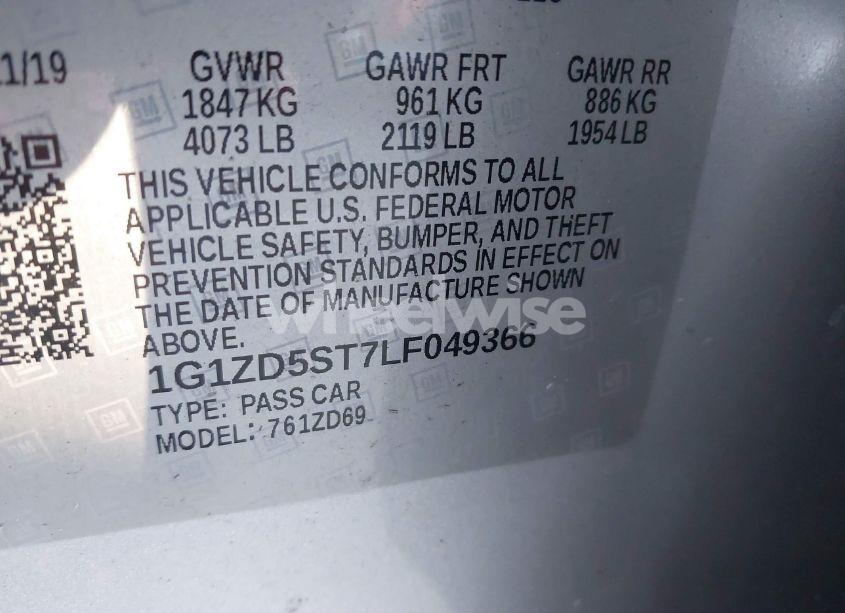 1/19 GVWR GAWR FRT GAWR RR
1847 KG 961 KG 886 KG
4073 LB 2119 LB 1954 LB
THIS VEHICLE CONFORMS TO ALL
APPLICABLE U.S. FEDERAL MOTOR
VEHICLE SAFETY, BUMPER, AND THEFT
PREVENTION STANDARDS IN EFFECT ON
THE DATE OF MANUFACTURE SHOWN
ABOVE.
wheelwise
1G1ZD5ST7LF049366
TYPE: PASS CAR
MODEL: 761ZD69
GM